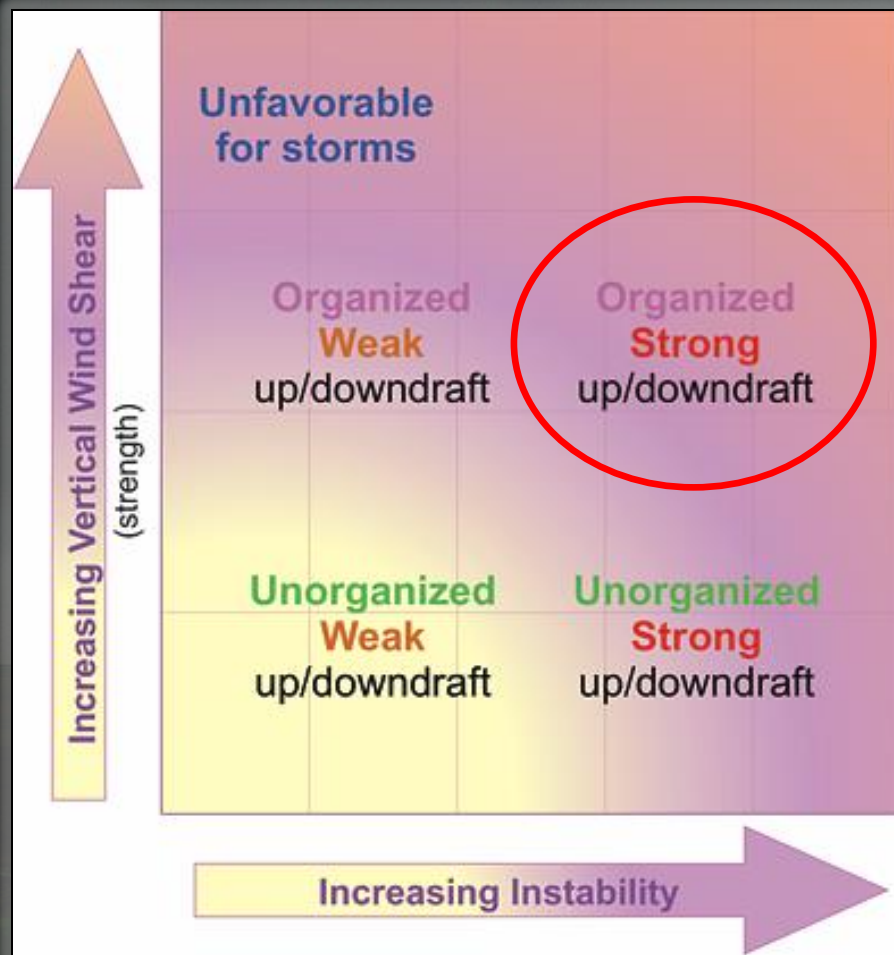 Unfavorable
for storms
Organized
Weak
up/downdraft
Organized
Strong
up/downdraft
Unorganized
Weak
up/downdraft
Unorganized
Strong
up/downdraft
Increasing Vertical Wind Shear
(strength)
Increasing Instability